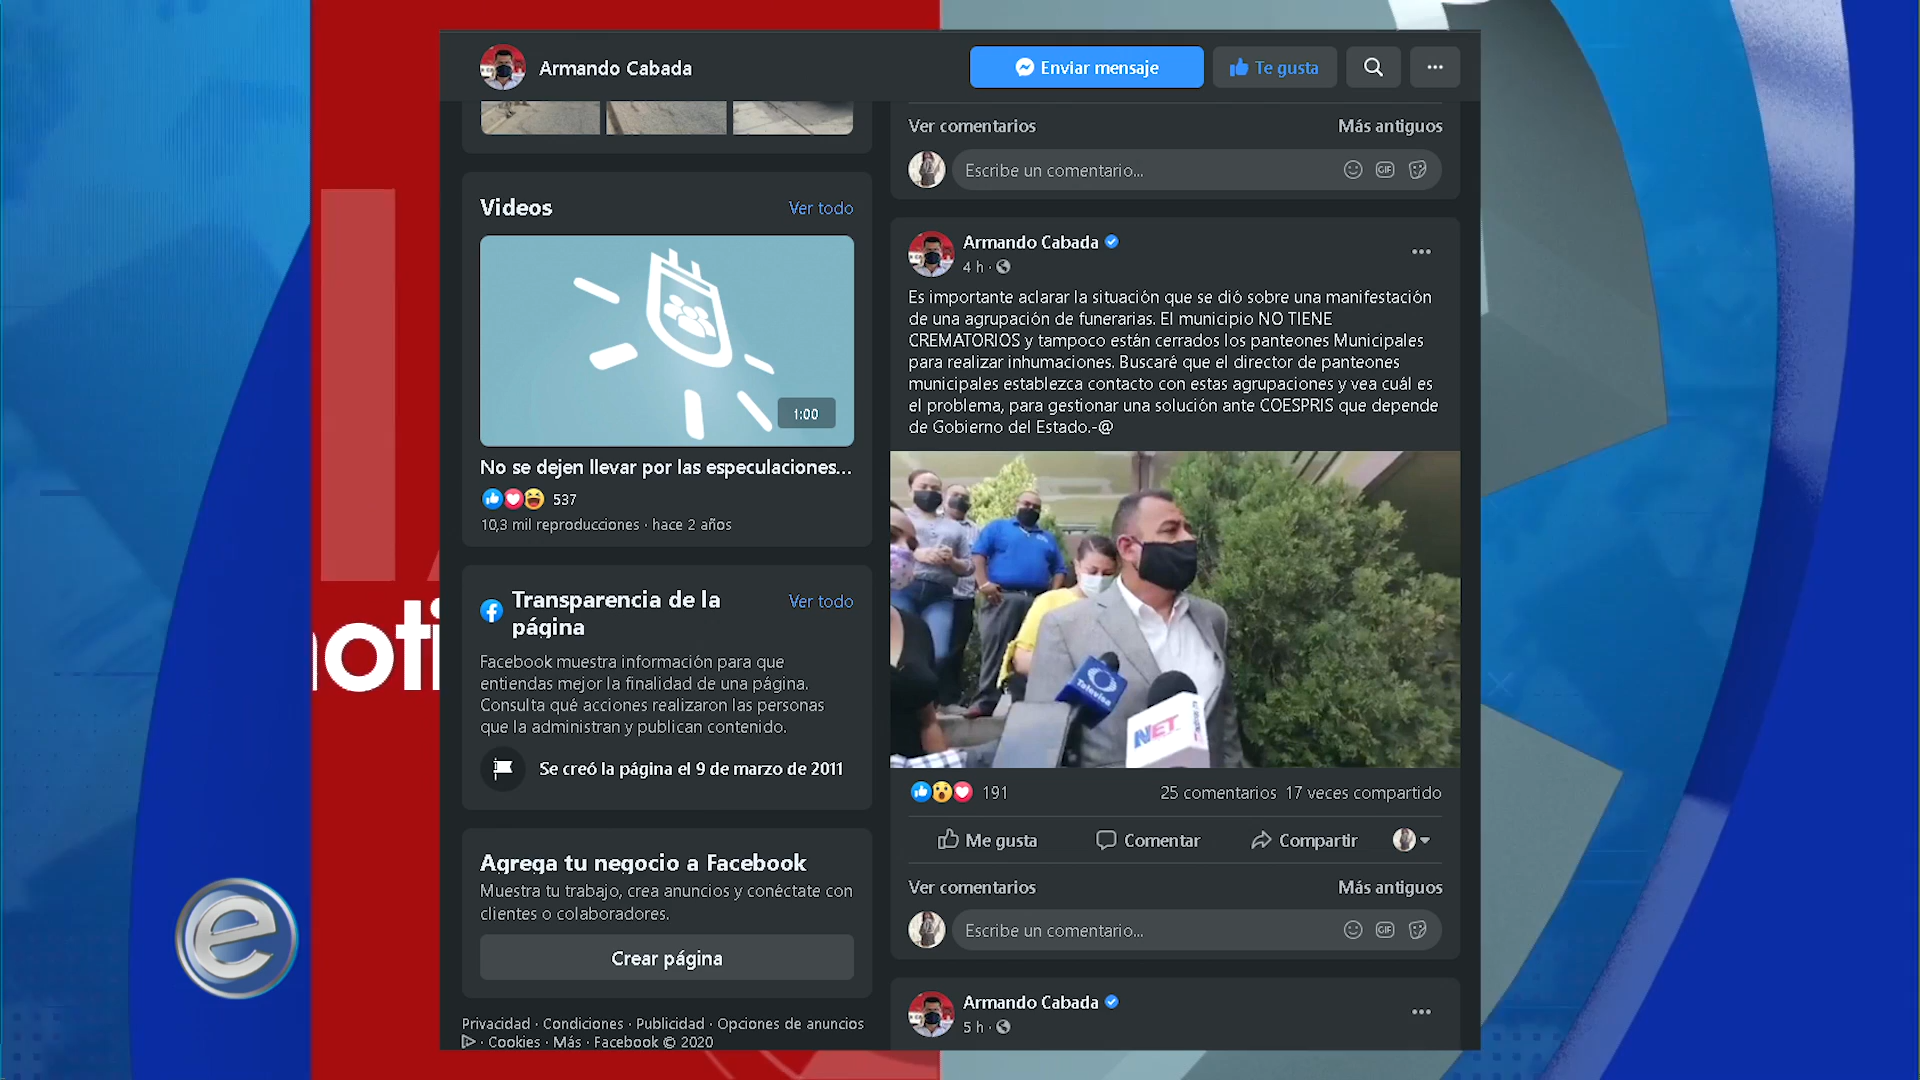 Armando Cabada
Enviar mensaje
Te gusta
Videos
Ver todo
1:00
No se dejen llevar por las especulaciones...
537
10,3 mil reproducciones · hace 2 años
Transparencia de la
página
Ver todo
Facebook muestra información para que
entiendas mejor la finalidad de una página.
Consulta qué acciones realizaron las personas
que la administran y publican contenido.
Se creó la página el 9 de marzo de 2011
Agrega tu negocio a Facebook
Muestra tu trabajo, crea anuncios y conéctate con
clientes o colaboradores.
Crear página
Privacidad · Condiciones · Publicidad · Opciones de anuncios
· Cookies · Más · Facebook © 2020
Ver comentarios
Más antiguos
Escribe un comentario...
GIF
Armando Cabada
4 h ·
Es importante aclarar la situación que se dió sobre una manifestación
de una agrupación de funerarias. El municipio NO TIENE
CREMATORIOS y tampoco están cerrados los panteones Municipales
para realizar inhumaciones. Buscaré que el director de panteones
municipales establezca contacto con estas agrupaciones y vea cuál es
el problema, para gestionar una solución ante COESPRIS que depende
de Gobierno del Estado.-@
Televisa
NET
191
25 comentarios 17 veces compartido
Me gusta
Comentar
Compartir
Ver comentarios
Más antiguos
Escribe un comentario...
GIF
Armando Cabada
5 h ·
noti
e